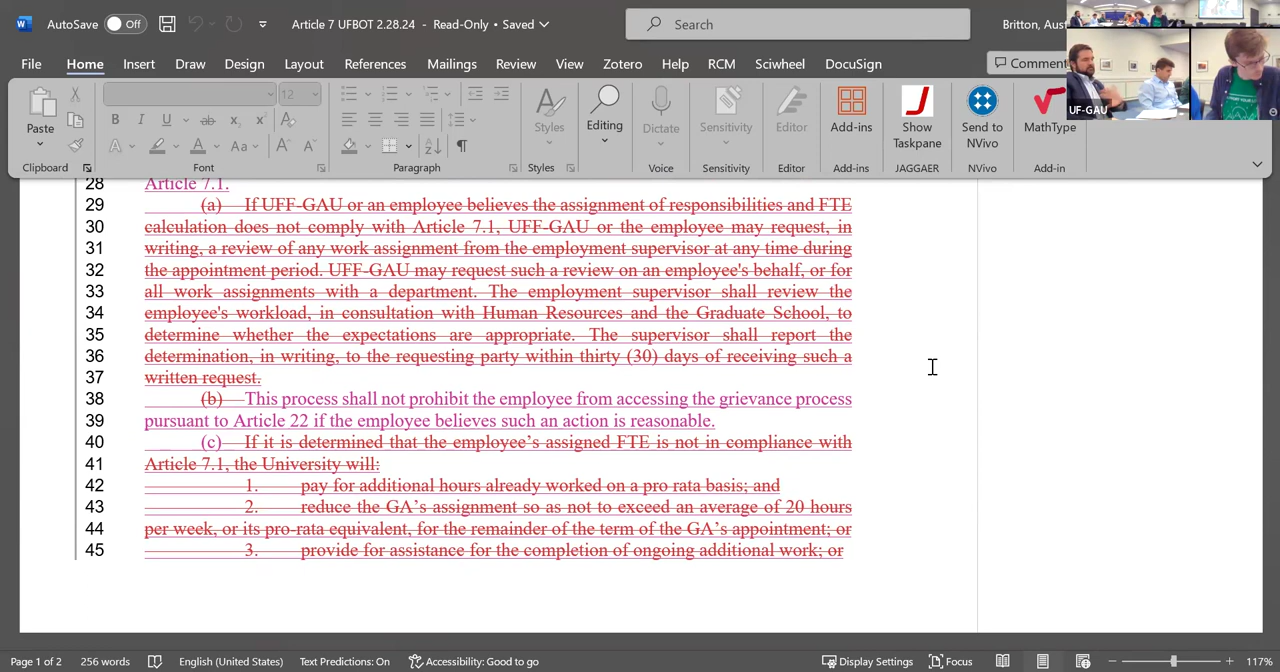 AutoSave Off Article 7 UFBOT 2.28.24 - Read-Only • Saved Search Britton, Aust
File Home Insert Draw Design Layout References Mailings Review View Zotero Help RCM Sciwheel DocuSign Commen
UF-GAU
12
Paste Styles Editing Dictate Sensitivity Editor Add-ins Show Taskpane Send to NVivo MathType
Clipboard Font Paragraph Styles Voice Sensitivity Editor Add-ins JAGGAER NVivo Add-in
28 Article 7.1.
29 (a) If UFF-GAU or an employee believes the assignment of responsibilities and FTE
30 calculation does not comply with Article 7.1, UFF-GAU or the employee may request, in
31 writing, a review of any work assignment from the employment supervisor at any time during
32 the appointment period. UFF-GAU may request such a review on an employee's behalf, or for
33 all work assignments with a department. The employment supervisor shall review the
34 employee's workload, in consultation with Human Resources and the Graduate School, to
35 determine whether the expectations are appropriate. The supervisor shall report the
36 determination, in writing, to the requesting party within thirty (30) days of receiving such a
37 written request.
38 (b) This process shall not prohibit the employee from accessing the grievance process
39 pursuant to Article 22 if the employee believes such an action is reasonable.
40 (c) If it is determined that the employee’s assigned FTE is not in compliance with
41 Article 7.1, the University will:
42 1. pay for additional hours already worked on a pro rata basis; and
43 2. reduce the GA’s assignment so as not to exceed an average of 20 hours
44 per week, or its pro-rata equivalent, for the remainder of the term of the GA’s appointment; or
45 3. provide for assistance for the completion of ongoing additional work; or
Page 1 of 2 256 words English (United States) Text Predictions: On Accessibility: Good to go Display Settings Focus 117%